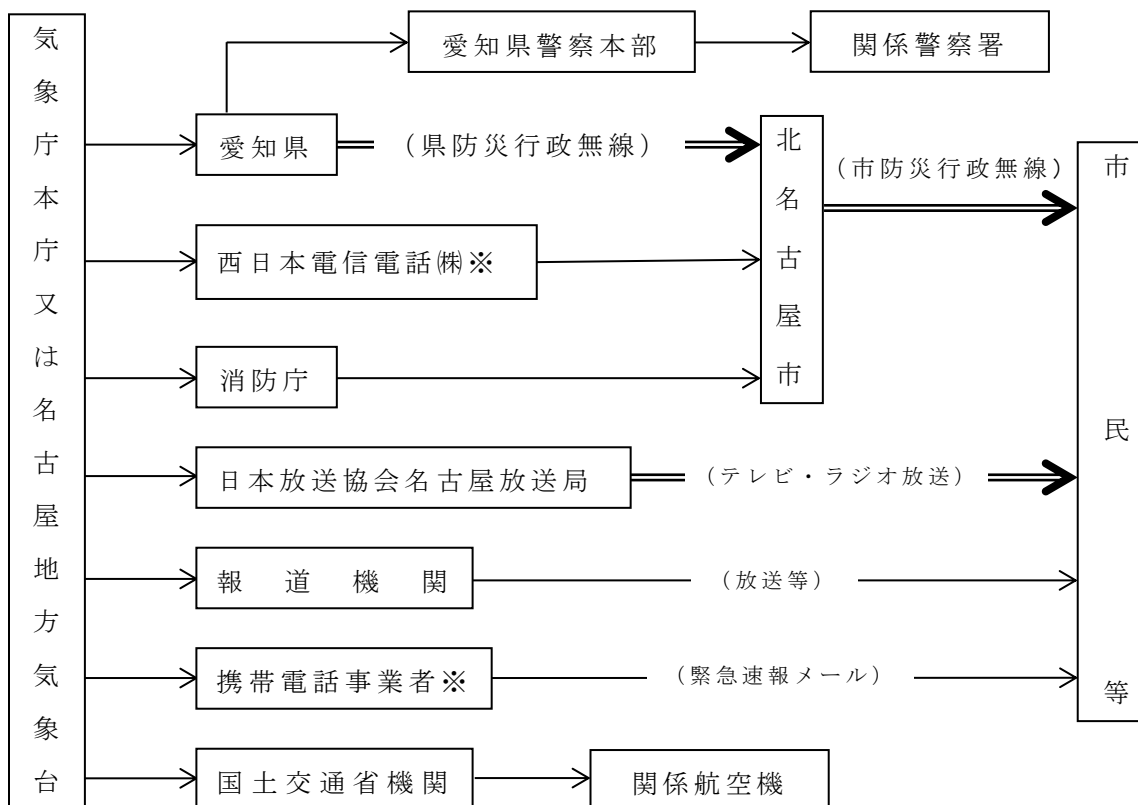 気象庁本庁又は名古屋地方気象台
愛知県警察本部
関係警察署
愛知県
（県防災行政無線）
北名古屋市
（市防災行政無線）
市民等
西日本電信電話㈱※
消防庁
日本放送協会名古屋放送局
（テレビ・ラジオ放送）
報道機関
（放送等）
携帯電話事業者※
（緊急速報メール）
国土交通省機関
関係航空機